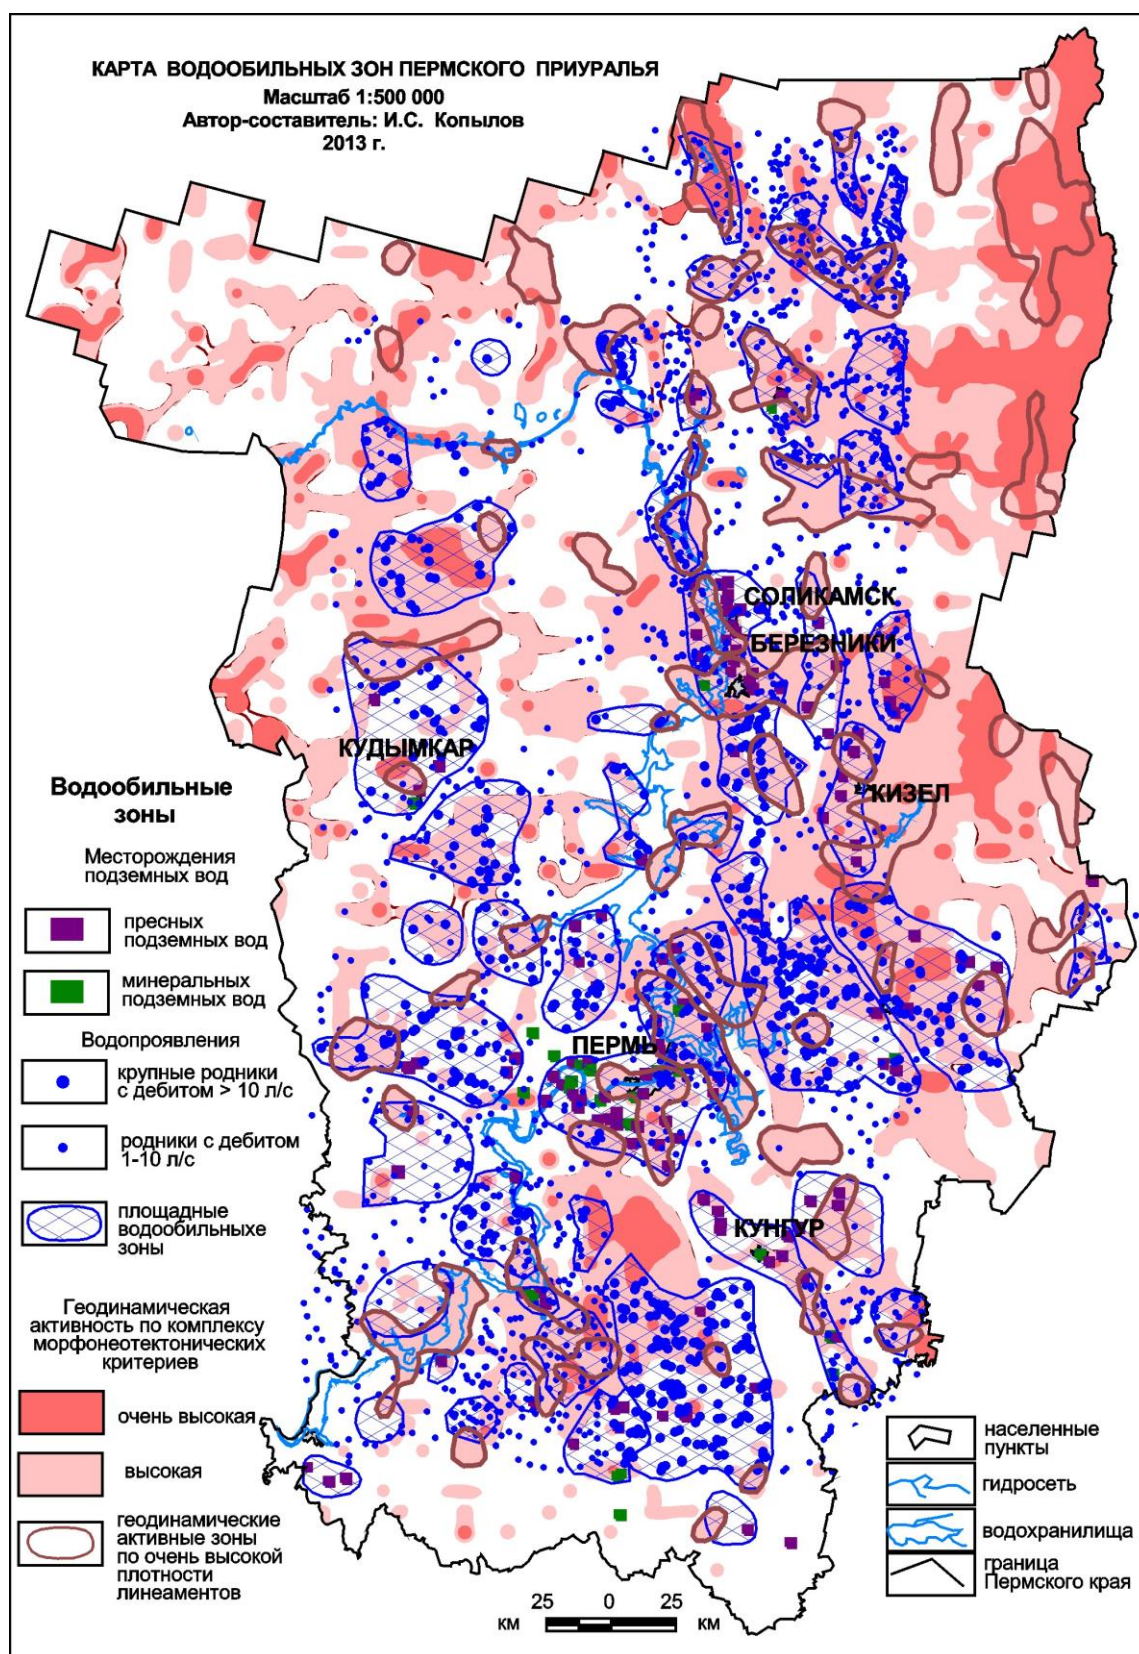 КАРТА ВОДООБИЛЬНЫХ ЗОН ПЕРМСКОГО ПРИУРАЛЬЯ
Масштаб 1:500 000
Автор-составитель: И.С. Копылов
2013 г.
СОЛИКАМСК
БЕРЕЗНИКИ
КУДЫМКАР
КИЗЕЛ
ПЕРМЬ
КУНГУР
Водообильные
зоны
Месторождения
подземных вод
пресных
подземных вод
минеральных
подземных вод
Водопроявления
крупные родники
с дебитом > 10 л/с
родники с дебитом
1-10 л/с
площадные
водообильныхе
зоны
Геодинамическая
активность по комплексу
морфонеотектонических
критериев
очень высокая
высокая
геодинамические
активные зоны
по очень высокой
плотности
линеаментов
населенные
пункты
гидросеть
водохранилища
граница
Пермского края
25 0 25
км км